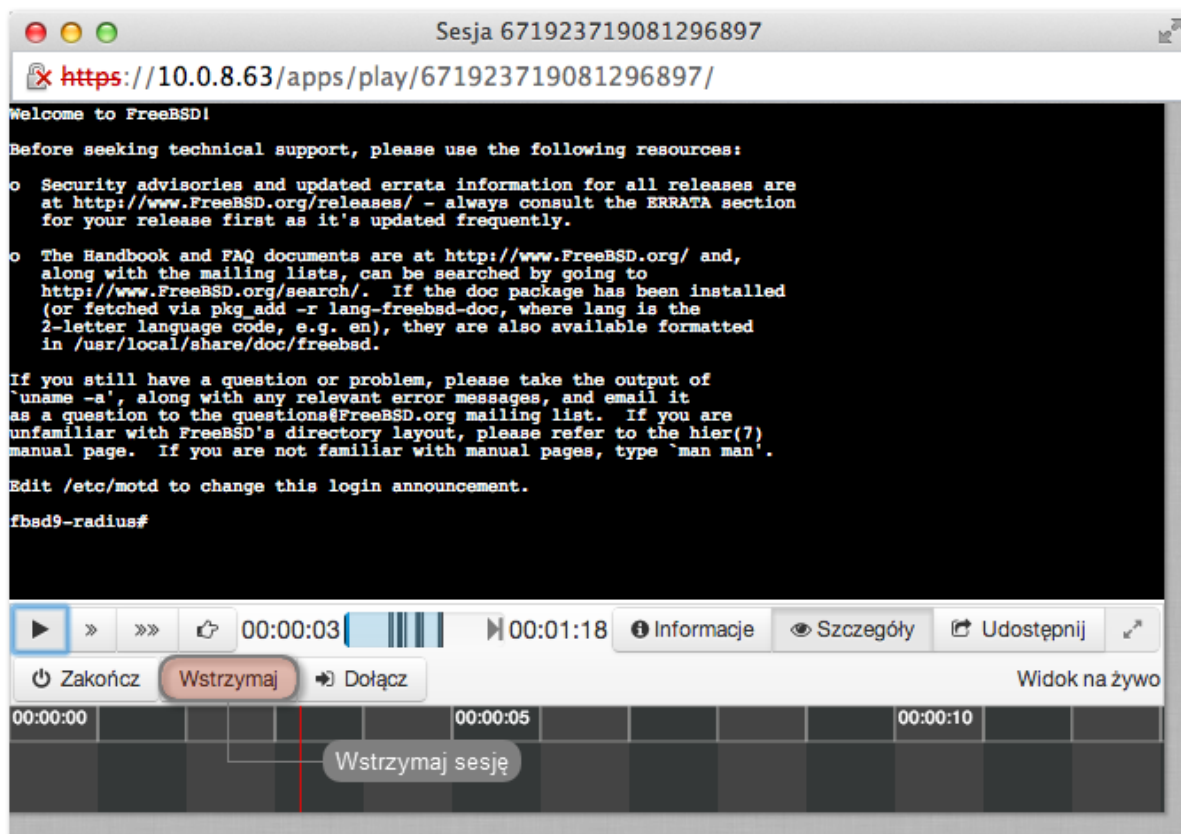 Sesja 671923719081296897
https://10.0.8.63/apps/play/671923719081296897/
Welcome to FreeBSD!
Before seeking technical support, please use the following resources:
o Security advisories and updated errata information for all releases are
at http://www.FreeBSD.org/releases/ - always consult the ERRATA section
for your release first as it's updated frequently.
o The Handbook and FAQ documents are at http://www.FreeBSD.org/ and,
along with the mailing lists, can be searched by going to
http://www.FreeBSD.org/search/. If the doc package has been installed
(or fetched via pkg_add -r lang-freebsd-doc, where lang is the
2-letter language code, e.g. en), they are also available formatted
in /usr/local/share/doc/freebsd.
If you still have a question or problem, please take the output of
`uname -a', along with any relevant error messages, and email it
as a question to the questions@FreeBSD.org mailing list. If you are
unfamiliar with FreeBSD's directory layout, please refer to the hier(7)
manual page. If you are not familiar with manual pages, type `man man'.
Edit /etc/motd to change this login announcement.
fbsd9-radius#
00:00:03 00:01:18 Informacje Szczegóły Udostępnij
Zakończ Wstrzymaj Dołącz Widok na żywo
00:00:00 00:00:05 00:00:10
Wstrzymaj sesję